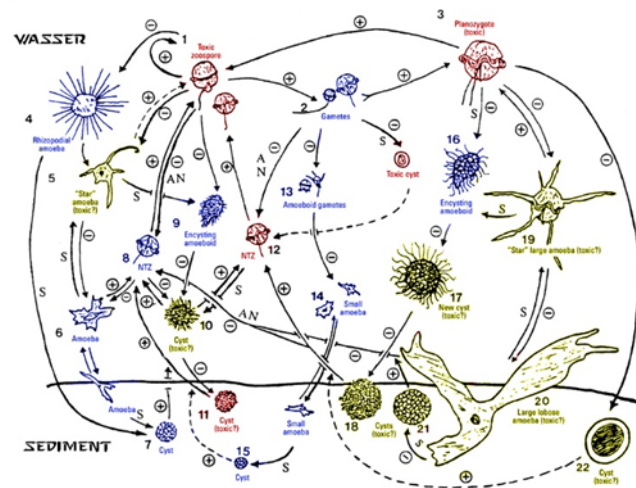 WASSER
1
Toxic
zoospore
2
Gametes
3
Planozygote
(toxic)
4
Rhizopodial
amoeba
5
"Star"
amoeba
(toxic?)
S
AN
9
Encysting
ameboid
A
N
S
Toxic cyst
13
Amoeboid gametes
16
S
Encysting
amoeboid
19
"Star" large amoeba (toxic?)
S
8
NTZ
12
NTZ
S
10
Cyst
(toxic?)
AN
14
Small
amoeba
17
New cyst
(toxic?)
S
S
6
Amoeba
S
Amoeba
S
7
Cyst
11
Cyst
(toxic?)
15
Cyst
S
Small
amoeba
S
18
Cysts
(toxic?)
21
S
20
Large lobose
amoeba (toxic?)
22
Cyst
(toxic?)
SEDIMENT